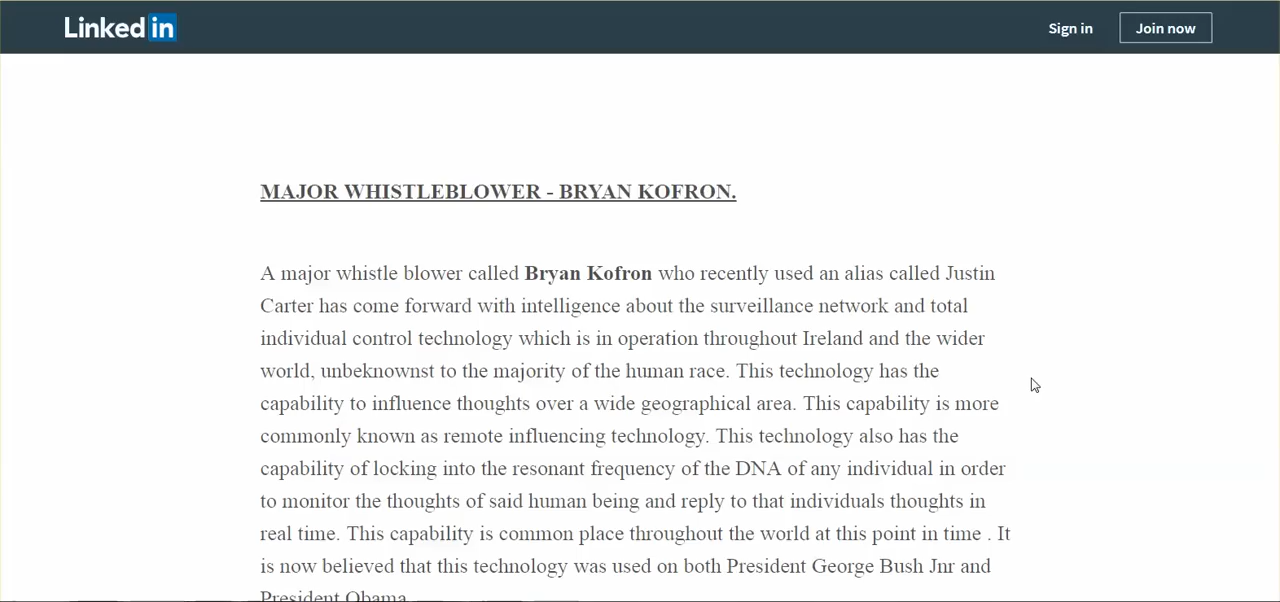 Linked in
Sign in
Join now
MAJOR WHISTLEBLOWER - BRYAN KOFRON.
A major whistle blower called Bryan Kofron who recently used an alias called Justin
Carter has come forward with intelligence about the surveillance network and total
individual control technology which is in operation throughout Ireland and the wider
world, unbeknownst to the majority of the human race. This technology has the
capability to influence thoughts over a wide geographical area. This capability is more
commonly known as remote influencing technology. This technology also has the
capability of locking into the resonant frequency of the DNA of any individual in order
to monitor the thoughts of said human being and reply to that individuals thoughts in
real time. This capability is common place throughout the world at this point in time . It
is now believed that this technology was used on both President George Bush Jnr and
President Obama